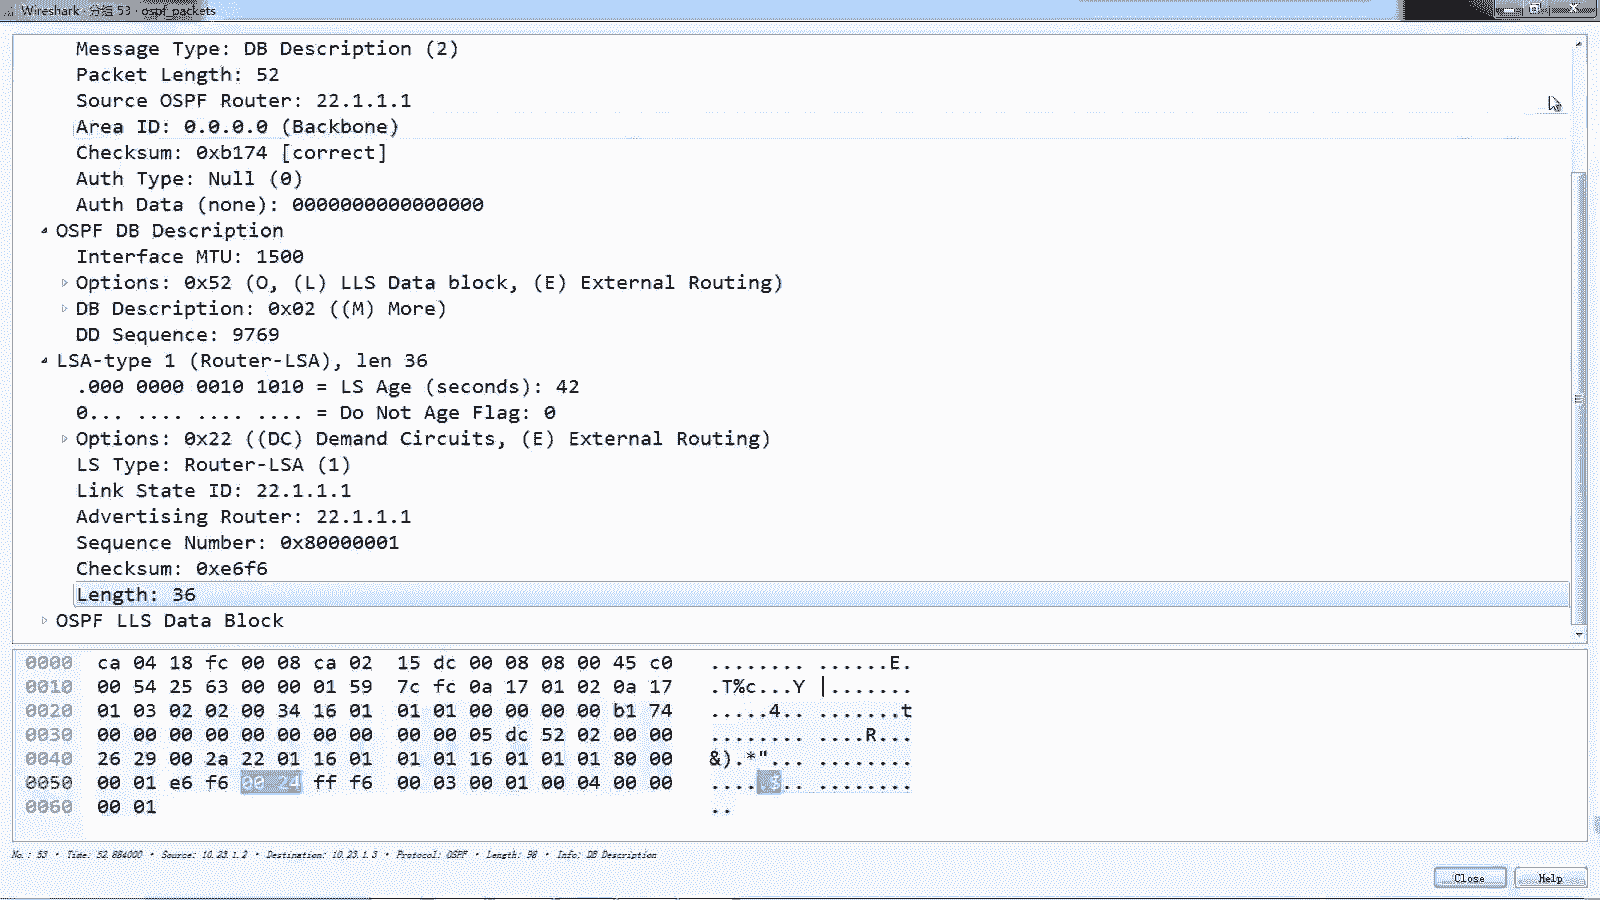 Wireshark · 分组 53 · ospf_packets
Message Type: DB Description (2)
Packet Length: 52
Source OSPF Router: 22.1.1.1
Area ID: 0.0.0.0 (Backbone)
Checksum: 0xb174 [correct]
Auth Type: Null (0)
Auth Data (none): 0000000000000000
OSPF DB Description
Interface MTU: 1500
Options: 0x52 (O, (L) LLS Data block, (E) External Routing)
DB Description: 0x02 ((M) More)
DD Sequence: 9769
LSA-type 1 (Router-LSA), len 36
.000 0000 0010 1010 = LS Age (seconds): 42
0... .... .... .... = Do Not Age Flag: 0
Options: 0x22 ((DC) Demand Circuits, (E) External Routing)
LS Type: Router-LSA (1)
Link State ID: 22.1.1.1
Advertising Router: 22.1.1.1
Sequence Number: 0x80000001
Checksum: 0xe6f6
Length: 36
OSPF LLS Data Block
0000 ca 04 18 fc 00 08 ca 02 15 dc 00 08 08 00 45 c0 ........ ......E.
0010 00 54 25 63 00 00 01 59 7c fc 0a 17 01 02 0a 17 .T%c...Y |.......
0020 01 03 02 02 00 34 16 01 01 01 00 00 00 00 b1 74 .....4.. .......t
0030 00 00 00 00 00 00 00 00 00 00 05 dc 52 02 00 00 ........ ....R...
0040 26 29 00 2a 22 01 16 01 01 01 16 01 01 01 80 00 &).*"... ........
0050 00 01 e6 f6 00 24 ff f6 00 03 00 01 00 04 00 00 .....$.. ........
0060 00 01 ..
No.: 53 · Time: 52.884000 · Source: 10.23.1.2 · Destination: 10.23.1.3 · Protocol: OSPF · Length: 98 · Info: DB Description
Close Help